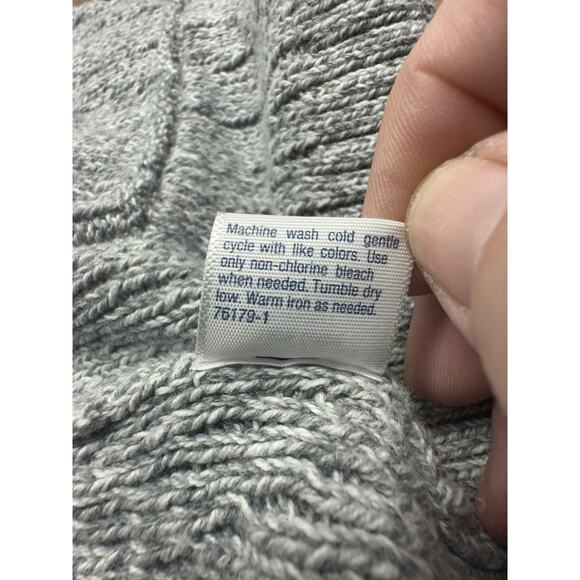 Machine wash cold gentle
cycle with like colors. Use
only non-chlorine bleach
when needed. Tumble dry
low. Warm iron as needed.
76179-1